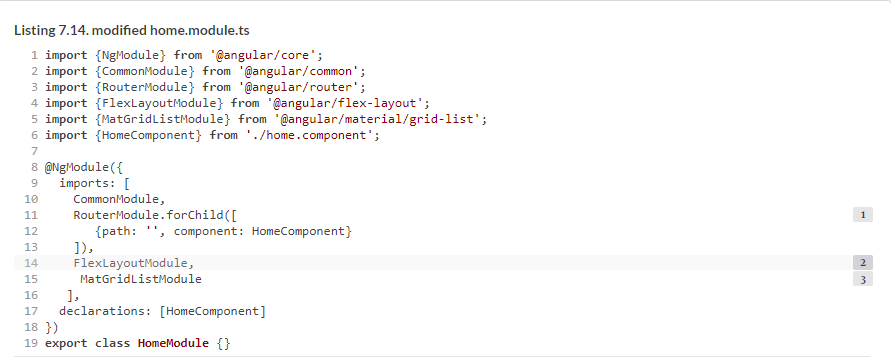 Listing 7.14. modified home.module.ts
1 import {NgModule} from '@angular/core';
2 import {CommonModule} from '@angular/common';
3 import {RouterModule} from '@angular/router';
4 import {FlexLayoutModule} from '@angular/flex-layout';
5 import {MatGridListModule} from '@angular/material/grid-list';
6 import {HomeComponent} from './home.component';
7
8 @NgModule({
9   imports: [
10     CommonModule,
11     RouterModule.forChild([ 1
12        {path: '', component: HomeComponent}
13     ]),
14     FlexLayoutModule, 2
15      MatGridListModule 3
16    ],
17   declarations: [HomeComponent]
18 })
19 export class HomeModule {}